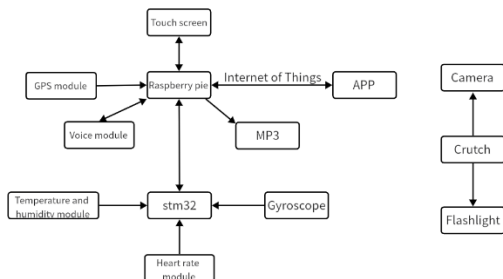 Touch screen
GPS module
Raspberry pie
Internet of Things
APP
Camera
Voice module
MP3
Crutch
Temperature and
humidity module
stm32
Gyroscope
Flashlight
Heart rate
module